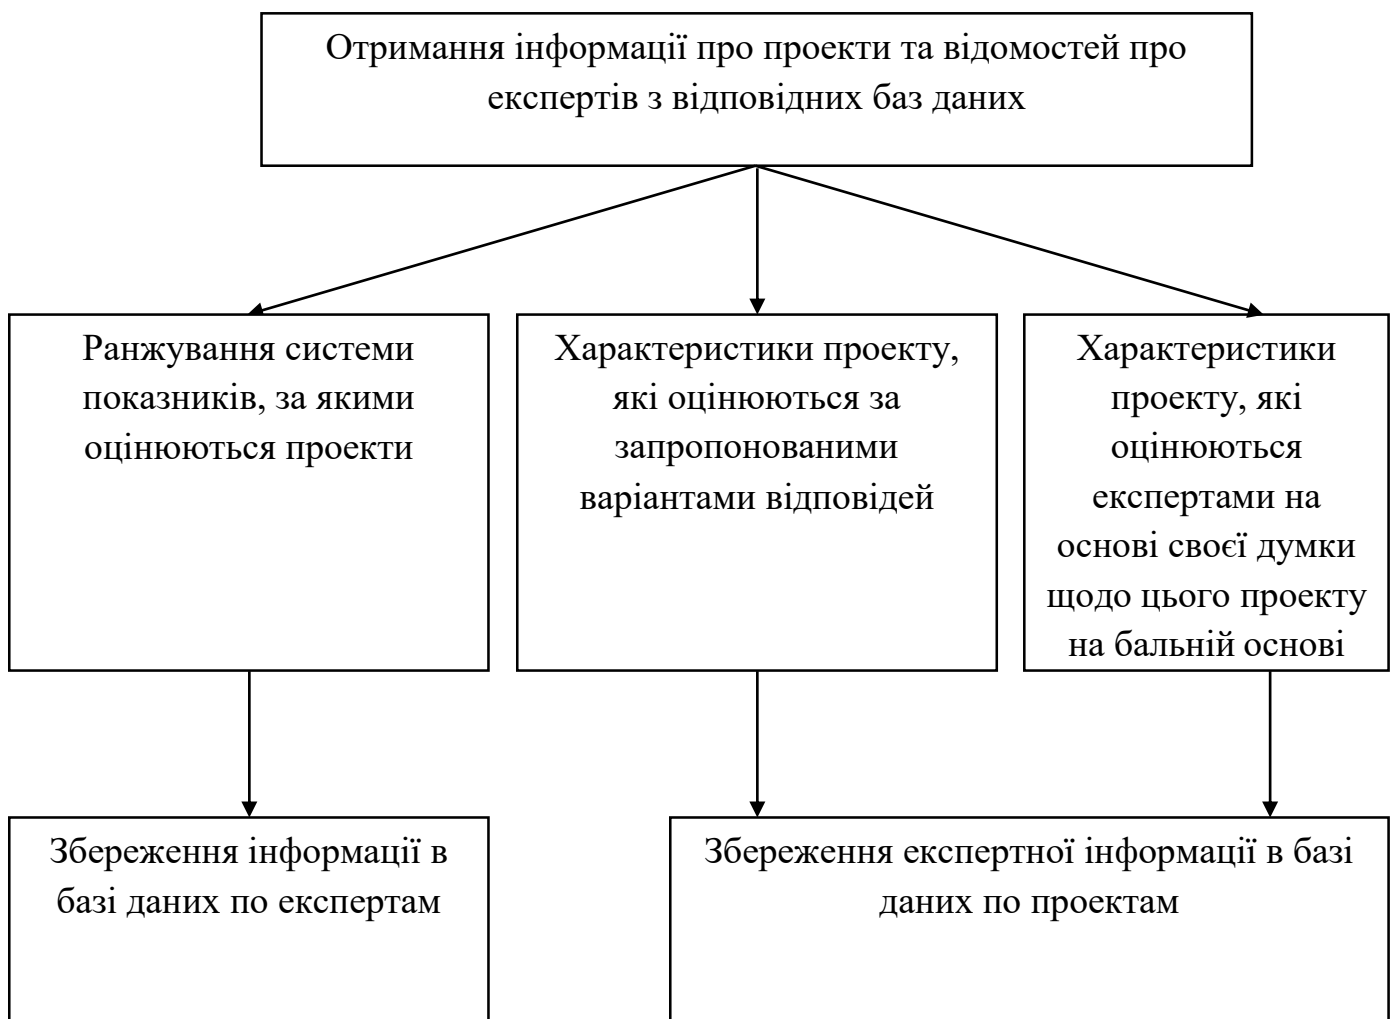 Отримання інформації про проекти та відомостей про
експертів з відповідних баз даних
Ранжування системи
показників, за якими
оцінюються проекти
Характеристики проекту,
які оцінюються за
запропонованими
варіантами відповідей
Характеристики
проекту, які
оцінюються
експертами на
основі своєї думки
щодо цього проекту
на бальній основі
Збереження інформації в
базі даних по експертам
Збереження експертної інформації в базі
даних по проектам